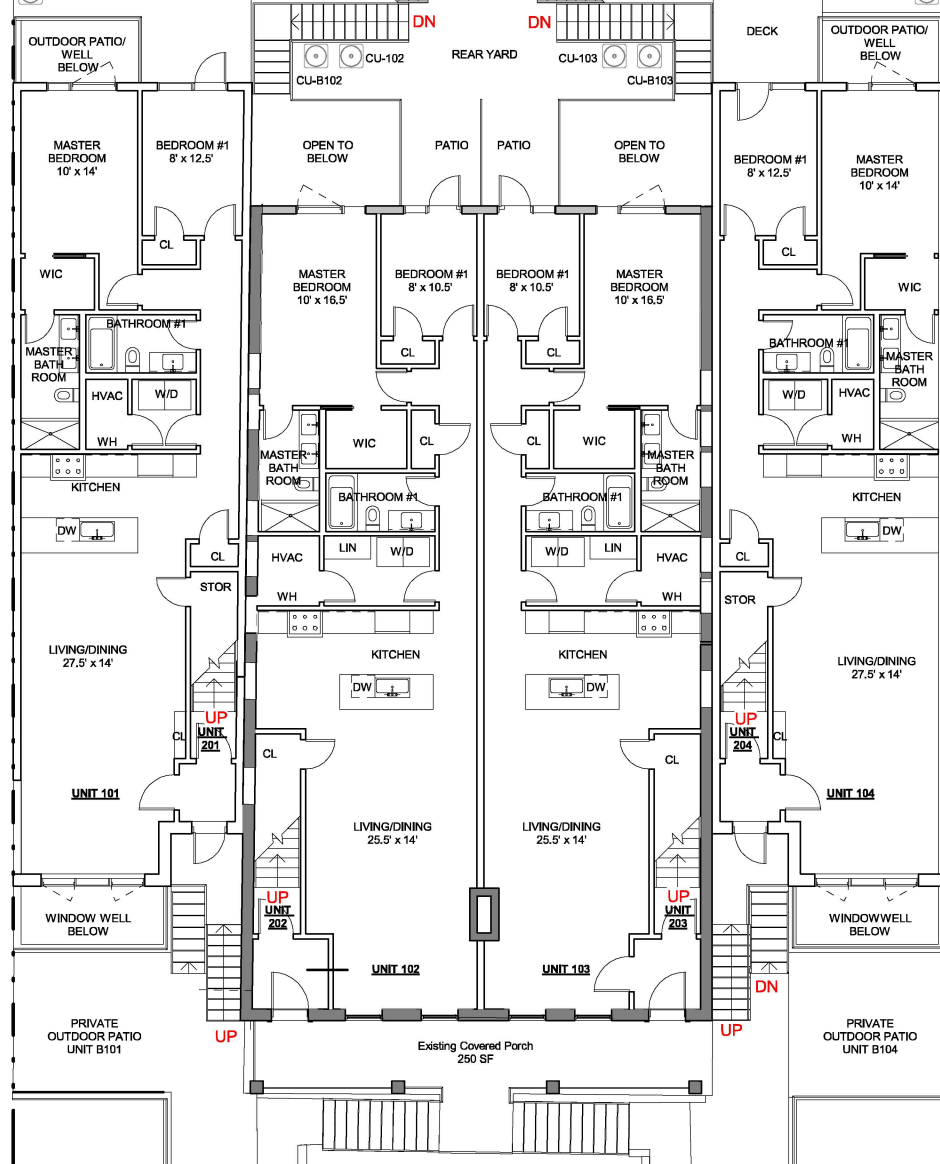 DN
DN
OUTDOOR PATIO/
WELL
BELOW
CU-102
CU-B102
REAR YARD
CU-103
CU-B103
DECK
OUTDOOR PATIO/
WELL
BELOW
MASTER
BEDROOM
10' x 14'
BEDROOM #1
8' x 12.5'
OPEN TO
BELOW
PATIO
PATIO
OPEN TO
BELOW
BEDROOM #1
8' x 12.5'
MASTER
BEDROOM
10' x 14'
CL
CL
WIC
MASTER
BEDROOM
10' x 16.5'
BEDROOM #1
8' x 10.5'
BEDROOM #1
8' x 10.5'
MASTER
BEDROOM
10' x 16.5'
WIC
BATHROOM #1
MASTER
BATH
ROOM
CL
CL
BATHROOM #1
MASTER
BATH
ROOM
HVAC
W/D
WH
W/D
HVAC
WH
WIC
CL
CL
WIC
MASTER
BATH
ROOM
MASTER
BATH
ROOM
KITCHEN
BATHROOM #1
BATHROOM #1
KITCHEN
DW
DW
CL
HVAC
LIN
W/D
W/D
LIN
HVAC
CL
STOR
WH
WH
STOR
LIVING/DINING
27.5' x 14'
KITCHEN
KITCHEN
LIVING/DINING
27.5' x 14'
DW
DW
UP
UNIT
201
CL
UP
UNIT
204
CL
CL
CL
UNIT 101
UNIT 104
LIVING/DINING
25.5' x 14'
LIVING/DINING
25.5' x 14'
UP
UNIT
202
UP
UNIT
203
WINDOW WELL
BELOW
WINDOWWELL
BELOW
UNIT 102
UNIT 103
DN
PRIVATE
OUTDOOR PATIO
UNIT B101
UP
UP
PRIVATE
OUTDOOR PATIO
UNIT B104
Existing Covered Porch
250 SF